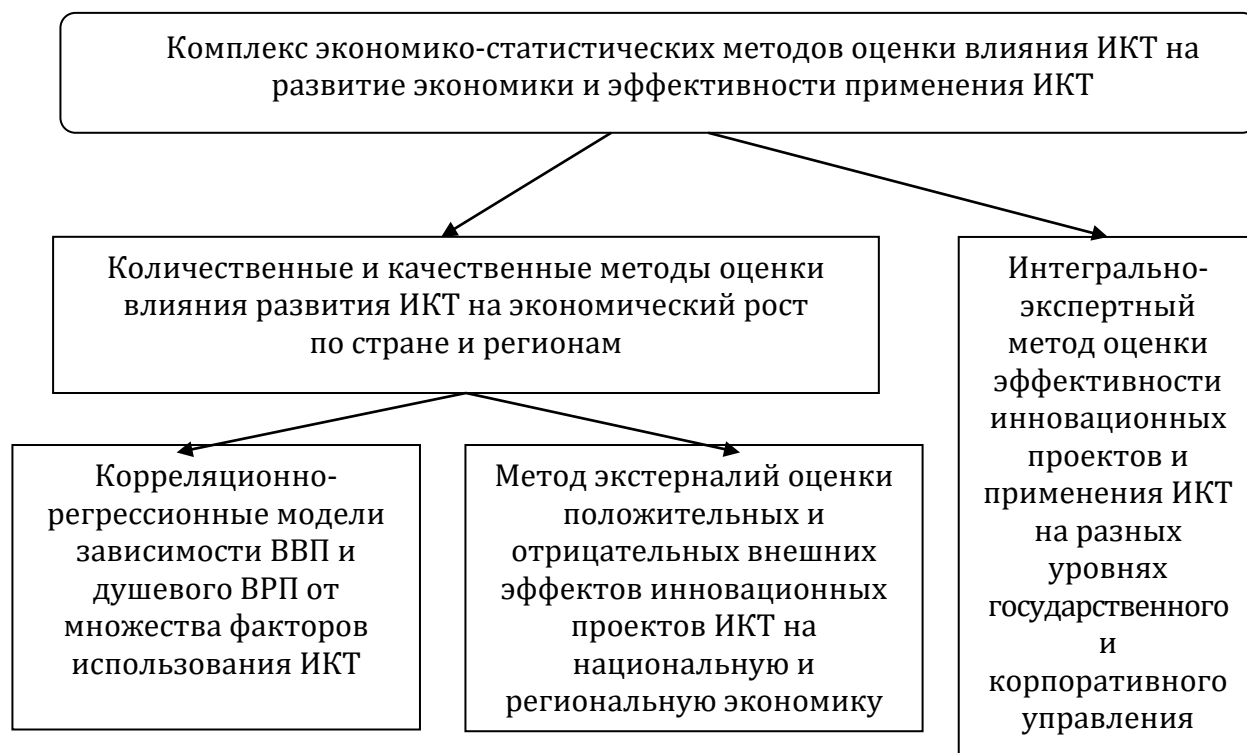 Комплекс экономико-статистических методов оценки влияния ИКТ на
развитие экономики и эффективности применения ИКТ
Количественные и качественные методы оценки
влияния развития ИКТ на экономический рост
по стране и регионам
Интегрально-
экспертный
метод оценки
эффективности
инновационных
проектов и
применения ИКТ
на разных
уровнях
государственного
и
корпоративного
управления
Корреляционно-
регрессионные модели
зависимости ВВП и
душевого ВРП от
множества факторов
использования ИКТ
Метод экстерналий оценки
положительных и
отрицательных внешних
эффектов инновационных
проектов ИКТ на
национальную и
региональную экономику